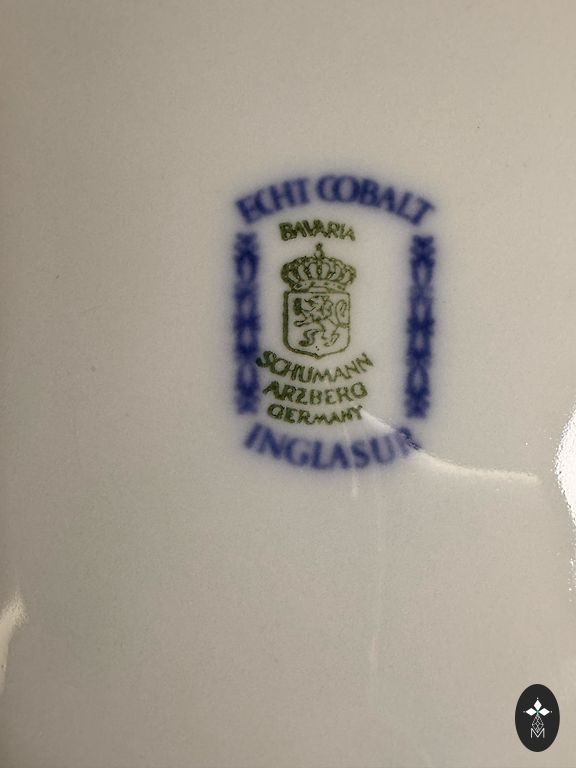 ECHT COBALT
BAVARIA
SCHUMANN
ARZBERG
GERMANY
INGLASUR
M